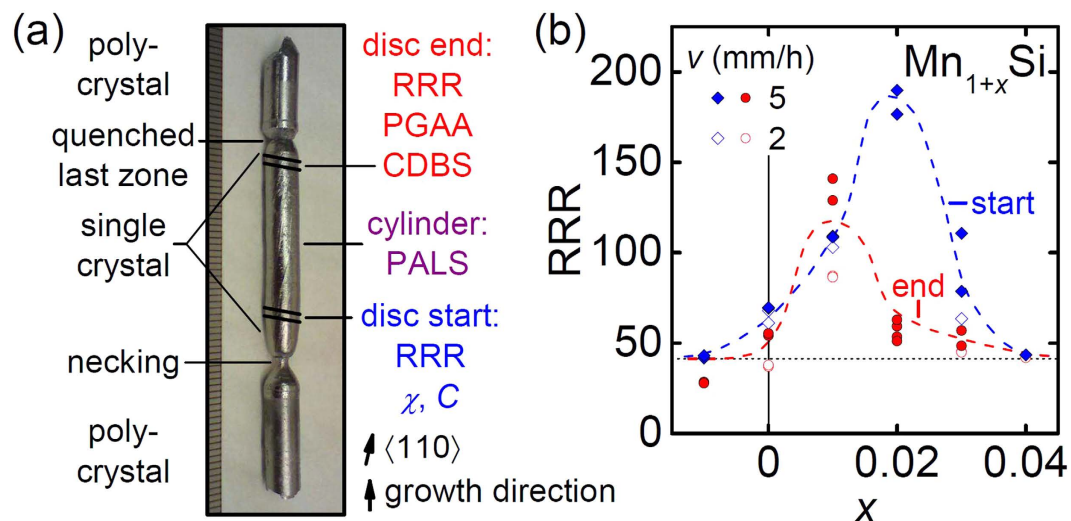 (a)
poly-
crystal
quenched
last zone
single
crystal
necking
poly-
crystal
disc end:
RRR
PGAA
CDBS
cylinder:
PALS
disc start:
RRR
χ, C
⟨110⟩
growth direction
(b)
v (mm/h)
5
2
Mn1+xSi
200
150
100
50
0
RRR
start
end
0 0.02 0.04
x